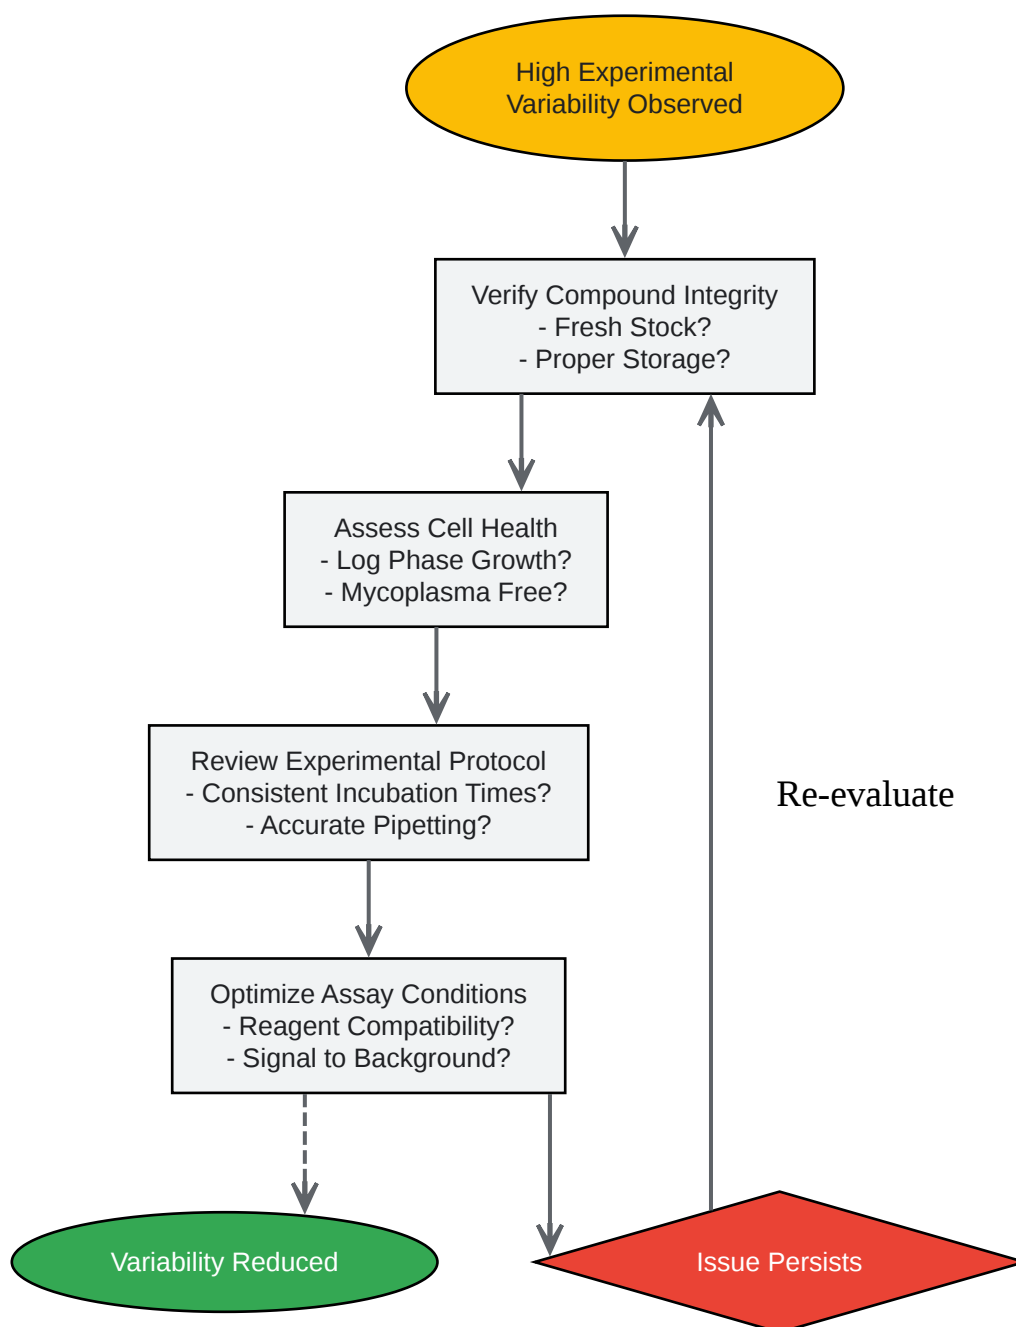 High Experimental
Variability Observed
Verify Compound Integrity
- Fresh Stock?
- Proper Storage?
Assess Cell Health
- Log Phase Growth?
- Mycoplasma Free?
Review Experimental Protocol
- Consistent Incubation Times?
- Accurate Pipetting?
Re-evaluate
Optimize Assay Conditions
- Reagent Compatibility?
- Signal to Background?
Variability Reduced
Issue Persists